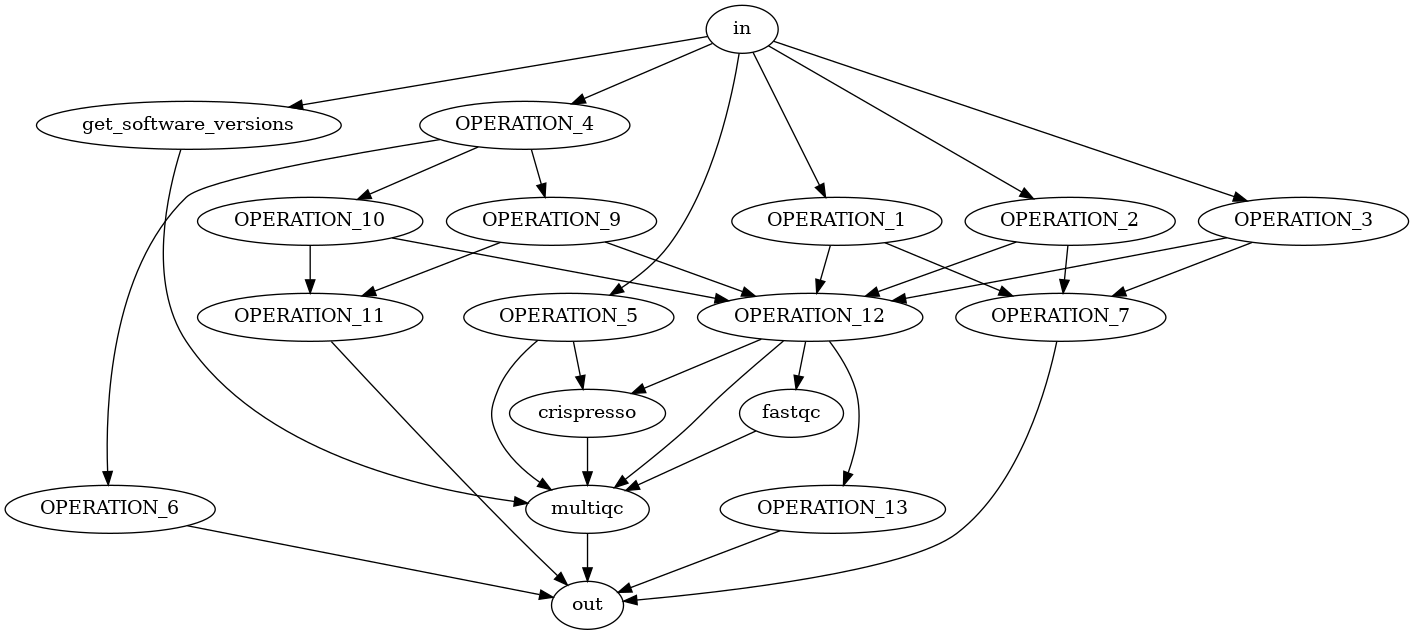 in
get_software_versions
OPERATION_4
OPERATION_10
OPERATION_9
OPERATION_1
OPERATION_2
OPERATION_3
OPERATION_11
OPERATION_5
OPERATION_12
OPERATION_7
crispresso
fastqc
OPERATION_6
multiqc
OPERATION_13
out